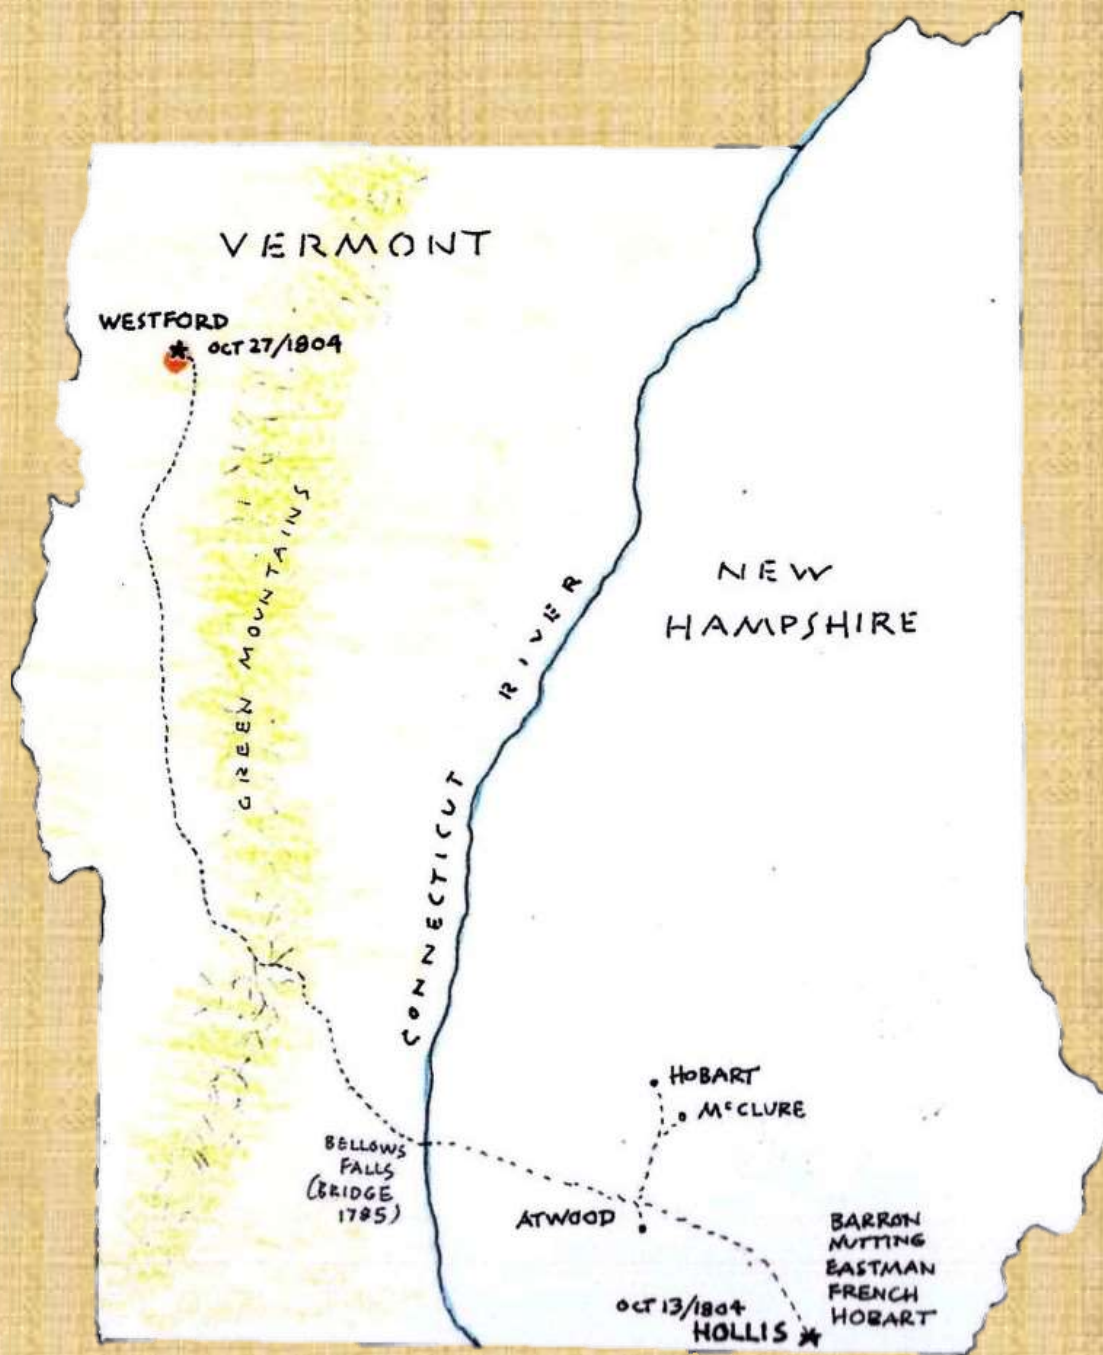 VERMONT
WESTFORD
OCT 27/1804
GREEN MOUNTAINS
NEW
HAMPSHIRE
CONNECTICUT RIVER
HOBART
McCLURE
BELLOWS
FALLS
(BRIDGE
1785)
ATWOOD
BARRON
NUTTING
EASTMAN
FRENCH
HOBART
OCT 13/1804
HOLLIS